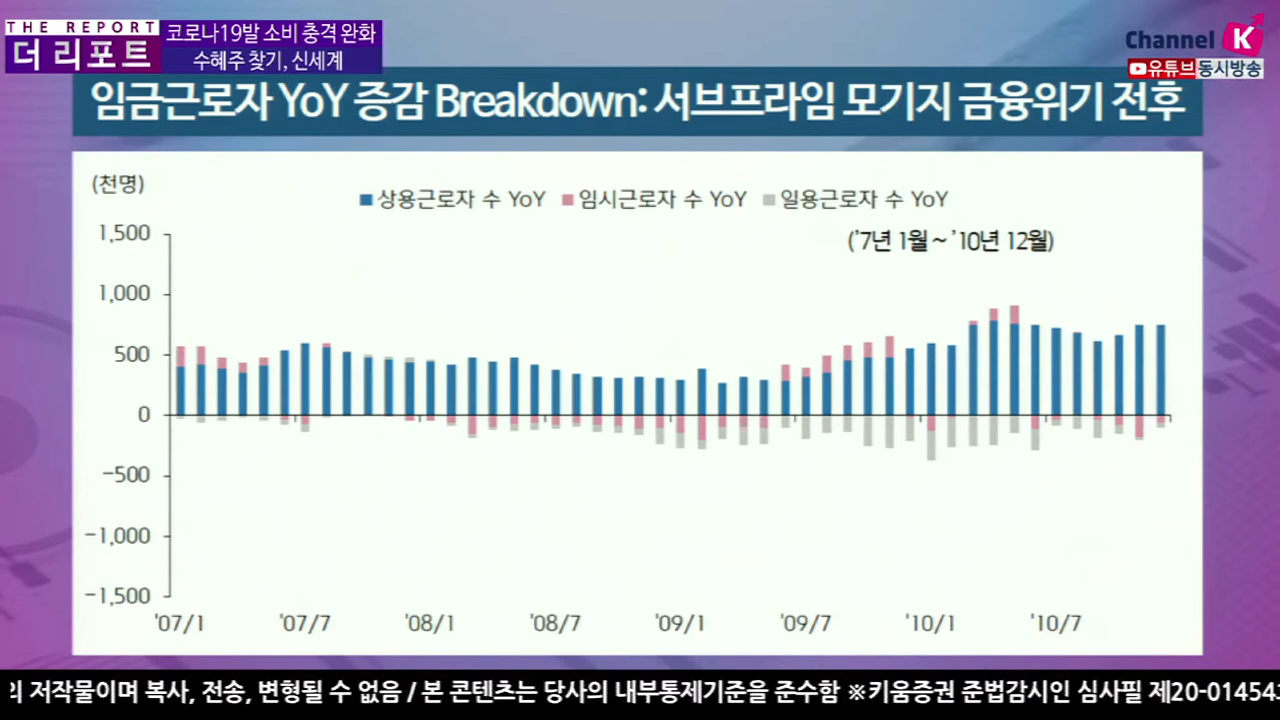 THE REPORT
더 리포트
코로나19발 소비 충격 완화
수혜주 찾기, 신세계
Channel K
유튜브 동시방송
임금근로자 YoY 증감 Breakdown: 서브프라임 모기지 금융위기 전후
(천명)
상용근로자 수 YoY 임시근로자 수 YoY 일용근로자 수 YoY
('7년 1월 ~ '10년 12월)
1,500
1,000
500
0
-500
-1,000
-1,500
'07/1 '07/7 '08/1 '08/7 '09/1 '09/7 '10/1 '10/7
저작물이며 복사, 전송, 변형될 수 없음 / 본 콘텐츠는 당사의 내부통제기준을 준수함 ※키움증권 준법감시인 심사필 제20-01454